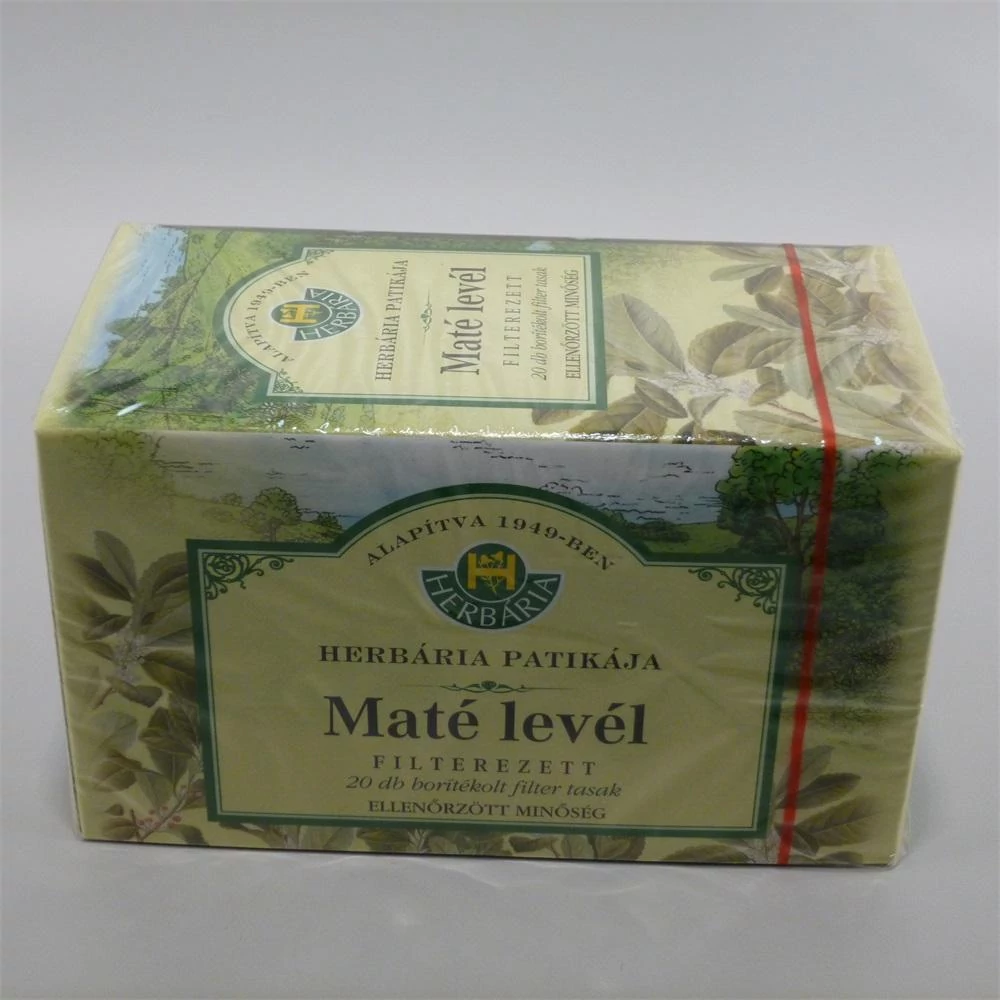 ALAPÍTVA 1949-BEN
HERBÁRIA
HERBÁRIA PATIKÁJA
Maté levél
FILTEREZETT
20 db borítékolt filter tasak
ELLENŐRZÖTT MINŐSÉG
ALAPÍTVA 1949-BEN
HERBÁRIA
HERBÁRIA PATIKÁJA
Maté levél
FILTEREZETT
20 db borítékolt filter tasak
ELLENŐRZÖTT MINŐSÉG